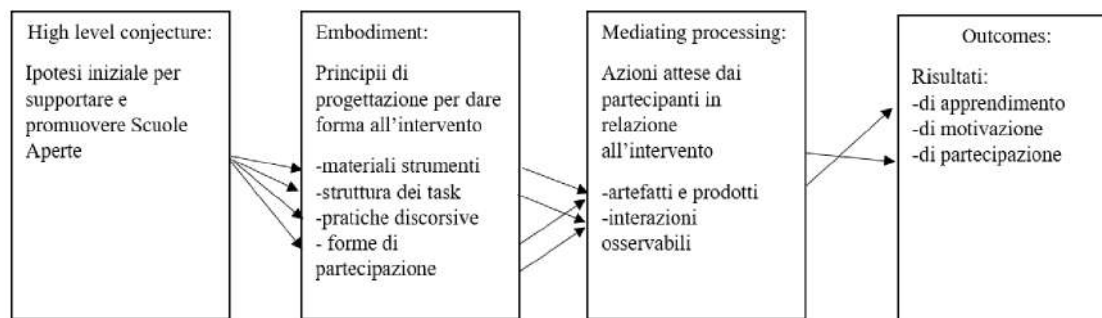 High level conjecture:
Ipotesi iniziale per
supportare e
promuovere Scuole
Aperte
Embodiment:
Principii di
progettazione per dare
forma all'intervento
-materiali strumenti
-struttura dei task
-pratiche discorsive
- forme di
partecipazione
Mediating processing:
Azioni attese dai
partecipanti in
relazione
all'intervento
-artefatti e prodotti
-interazioni
osservabili
Outcomes:
Risultati:
-di apprendimento
-di motivazione
-di partecipazione